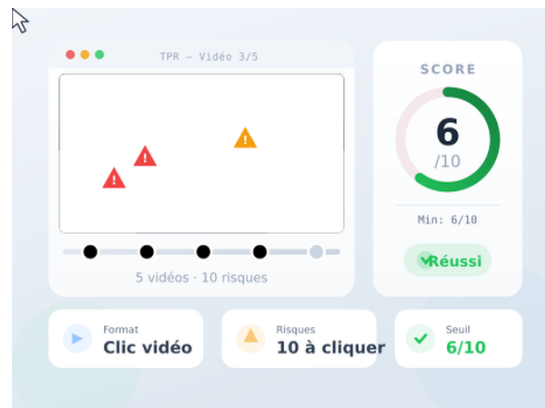 TPR — Vidéo 3/5
SCORE
6
/10
Min: 6/10
Réussi
5 vidéos · 10 risques
Format
Clic vidéo
Risques
10 à cliquer
Seuil
6/10